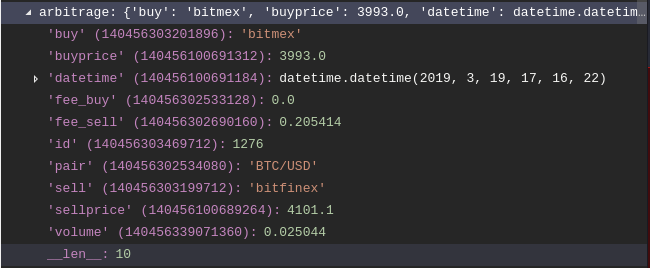 arbitrage: {'buy': 'bitmex', 'buyprice': 3993.0, 'datetime': datetime.datetim...
'buy' (140456303201896): 'bitmex'
'buyprice' (140456100691312): 3993.0
'datetime' (140456100691184): datetime.datetime(2019, 3, 19, 17, 16, 22)
'fee_buy' (140456302533128): 0.0
'fee_sell' (140456302690160): 0.205414
'id' (140456303469712): 1276
'pair' (140456302534080): 'BTC/USD'
'sell' (140456303199712): 'bitfinex'
'sellprice' (140456100689264): 4101.1
'volume' (140456339071360): 0.025044
__len__: 10